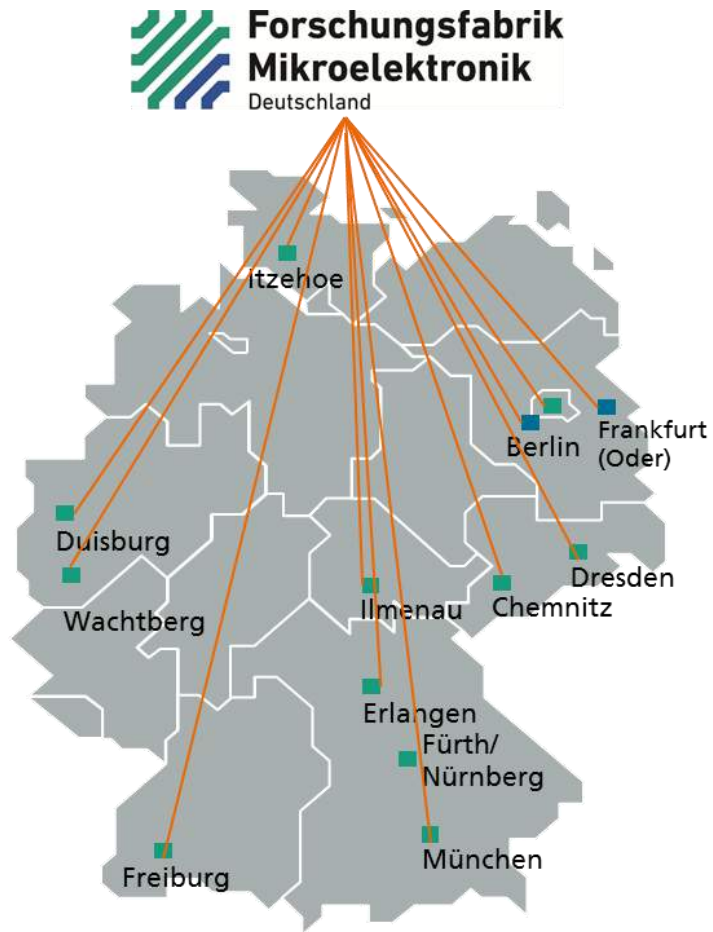 Forschungsfabrik
Mikroelektronik
Deutschland
Itzehoe
Berlin
Frankfurt
(Oder)
Duisburg
Wachtberg
Ilmenau
Chemnitz
Dresden
Erlangen
Fürth/
Nürnberg
München
Freiburg